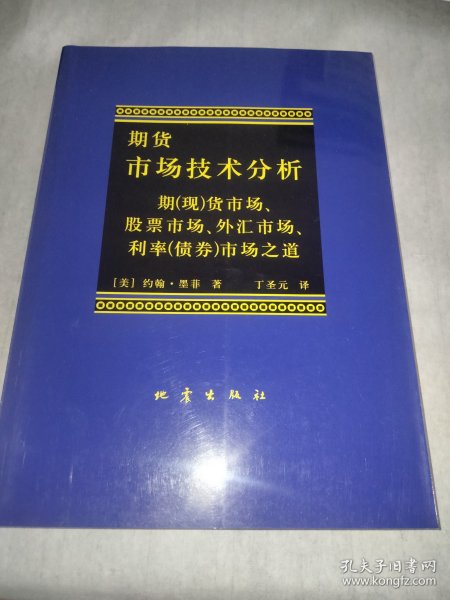 期货
市场技术分析
期(现)货市场、
股票市场、外汇市场、
利率(债券)市场之道
[美] 约翰·墨菲 著 丁圣元 译
地震出版社
孔夫子旧书网
www.kongfz.com